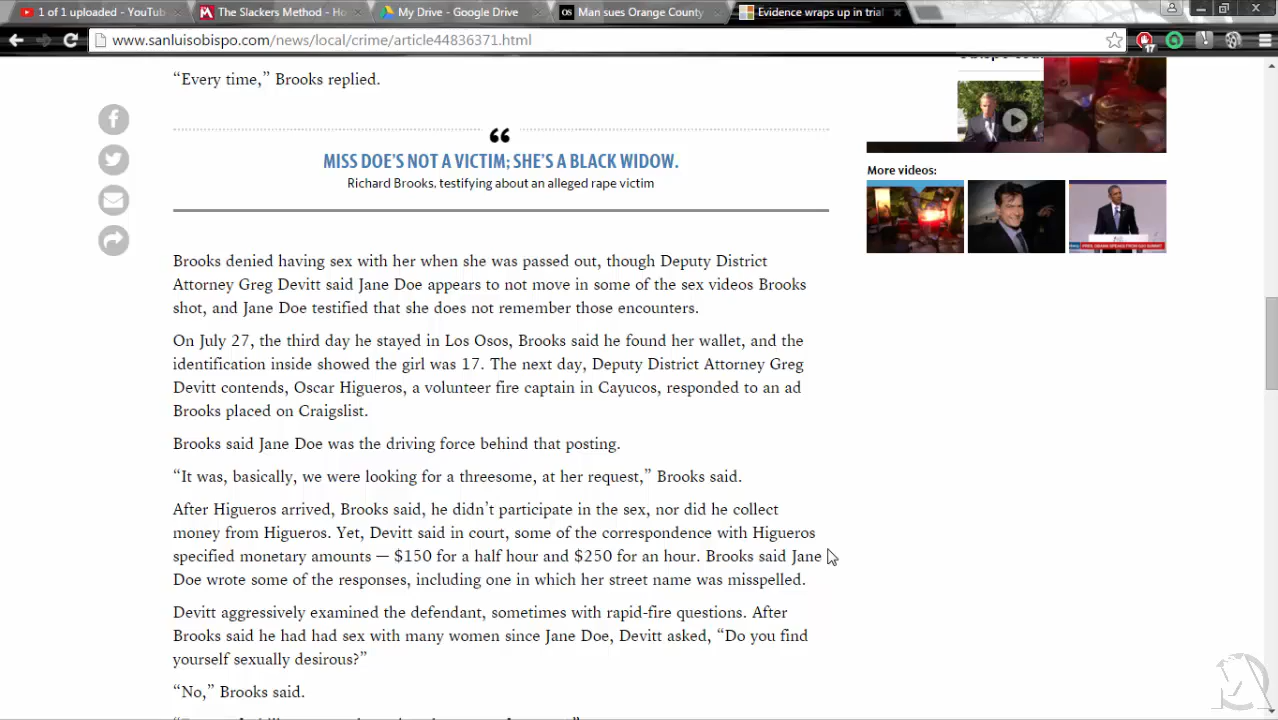 1 of 1 uploaded - YouTub
The Slackers Method - Ho
My Drive - Google Drive
Man sues Orange County
Evidence wraps up in trial
www.sanluisobispo.com/news/local/crime/article44836371.html
17
“Every time,” Brooks replied.
“
MISS DOE’S NOT A VICTIM; SHE’S A BLACK WIDOW.
Richard Brooks, testifying about an alleged rape victim
More videos:
Brooks denied having sex with her when she was passed out, though Deputy District
Attorney Greg Devitt said Jane Doe appears to not move in some of the sex videos Brooks
shot, and Jane Doe testified that she does not remember those encounters.
On July 27, the third day he stayed in Los Osos, Brooks said he found her wallet, and the
identification inside showed the girl was 17. The next day, Deputy District Attorney Greg
Devitt contends, Oscar Higueros, a volunteer fire captain in Cayucos, responded to an ad
Brooks placed on Craigslist.
Brooks said Jane Doe was the driving force behind that posting.
“It was, basically, we were looking for a threesome, at her request,” Brooks said.
After Higueros arrived, Brooks said, he didn’t participate in the sex, nor did he collect
money from Higueros. Yet, Devitt said in court, some of the correspondence with Higueros
specified monetary amounts — $150 for a half hour and $250 for an hour. Brooks said Jane
Doe wrote some of the responses, including one in which her street name was misspelled.
Devitt aggressively examined the defendant, sometimes with rapid-fire questions. After
Brooks said he had had sex with many women since Jane Doe, Devitt asked, “Do you find
yourself sexually desirous?”
“No,” Brooks said.